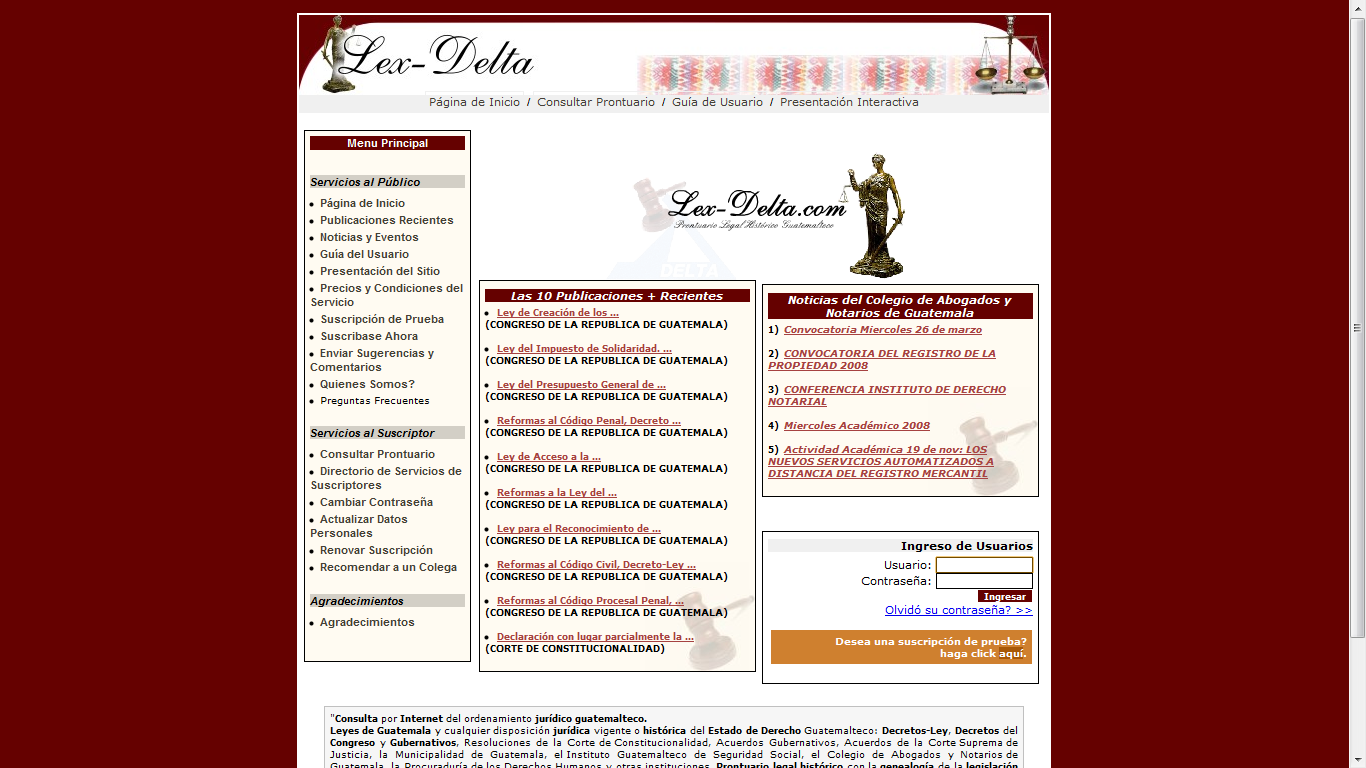 Lex-Delta
Página de Inicio / Consultar Prontuario / Guía de Usuario / Presentación Interactiva
Menu Principal
Servicios al Público
Página de Inicio
Publicaciones Recientes
Noticias y Eventos
Guía del Usuario
Presentación del Sitio
Precios y Condiciones del
Servicio
Suscripción de Prueba
Suscribase Ahora
Enviar Sugerencias y
Comentarios
Quienes Somos?
Preguntas Frecuentes
Servicios al Suscriptor
Consultar Prontuario
Directorio de Servicios de
Suscriptores
Cambiar Contraseña
Actualizar Datos
Personales
Renovar Suscripción
Recomendar a un Colega
Agradecimientos
Agradecimientos
Lex-Delta.com
Prontuario Legal Histórico Guatemalteco
DELTA
Las 10 Publicaciones + Recientes
Ley de Creación de los ...
(CONGRESO DE LA REPUBLICA DE GUATEMALA)
Ley del Impuesto de Solidaridad. ...
(CONGRESO DE LA REPUBLICA DE GUATEMALA)
Ley del Presupuesto General de ...
(CONGRESO DE LA REPUBLICA DE GUATEMALA)
Reformas al Código Penal, Decreto ...
(CONGRESO DE LA REPUBLICA DE GUATEMALA)
Ley de Acceso a la ...
(CONGRESO DE LA REPUBLICA DE GUATEMALA)
Reformas a la Ley del ...
(CONGRESO DE LA REPUBLICA DE GUATEMALA)
Ley para el Reconocimiento de ...
(CONGRESO DE LA REPUBLICA DE GUATEMALA)
Reformas al Código Civil, Decreto-Ley ...
(CONGRESO DE LA REPUBLICA DE GUATEMALA)
Reformas al Código Procesal Penal, ...
(CONGRESO DE LA REPUBLICA DE GUATEMALA)
Declaración con lugar parcialmente la ...
(CORTE DE CONSTITUCIONALIDAD)
Noticias del Colegio de Abogados y
Notarios de Guatemala
1) Convocatoria Miercoles 26 de marzo
2) CONVOCATORIA DEL REGISTRO DE LA
PROPIEDAD 2008
3) CONFERENCIA INSTITUTO DE DERECHO
NOTARIAL
4) Miercoles Académico 2008
5) Actividad Académica 19 de nov: LOS
NUEVOS SERVICIOS AUTOMATIZADOS A
DISTANCIA DEL REGISTRO MERCANTIL
Ingreso de Usuarios
Usuario:
Contraseña:
Ingresar
Olvidó su contraseña? >>
Desea una suscripción de prueba?
haga click aquí.
"Consulta por Internet del ordenamiento jurídico guatemalteco.
Leyes de Guatemala y cualquier disposición jurídica vigente o histórica del Estado de Derecho Guatemalteco: Decretos-Ley, Decretos del
Congreso y Gubernativos, Resoluciones de la Corte de Constitucionalidad, Acuerdos Gubernativos, Acuerdos de la Corte Suprema de
Justicia, la Municipalidad de Guatemala, el Instituto Guatemalteco de Seguridad Social, el Colegio de Abogados y Notarios de
Guatemala, la Procuraduría de los Derechos Humanos y otras instituciones. Prontuario legal histórico con la genealogía de la legislación